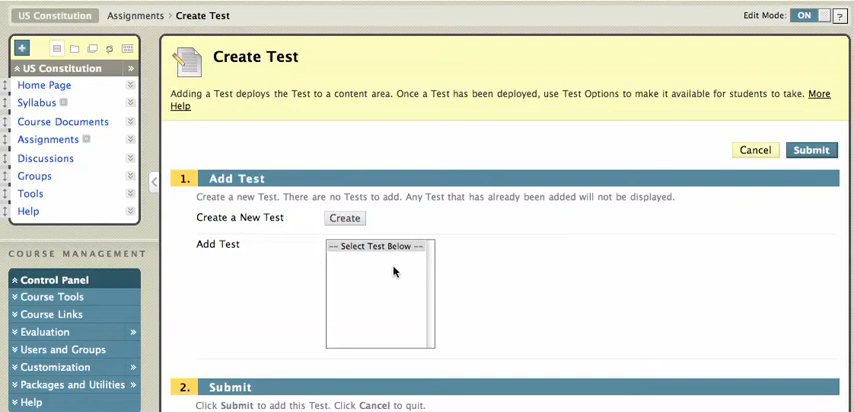 US Constitution Assignments > Create Test Edit Mode: ON ?
US Constitution
Home Page
Syllabus
Course Documents
Assignments
Discussions
Groups
Tools
Help
COURSE MANAGEMENT
Control Panel
Course Tools
Course Links
Evaluation
Users and Groups
Customization
Packages and Utilities
Help
Create Test
Adding a Test deploys the Test to a content area. Once a Test has been deployed, use Test Options to make it available for students to take. More
Help
Cancel Submit
1. Add Test
Create a new Test. There are no Tests to add. Any Test that has already been added will not be displayed.
Create a New Test Create
Add Test
-- Select Test Below --
2. Submit
Click Submit to add this Test. Click Cancel to quit.